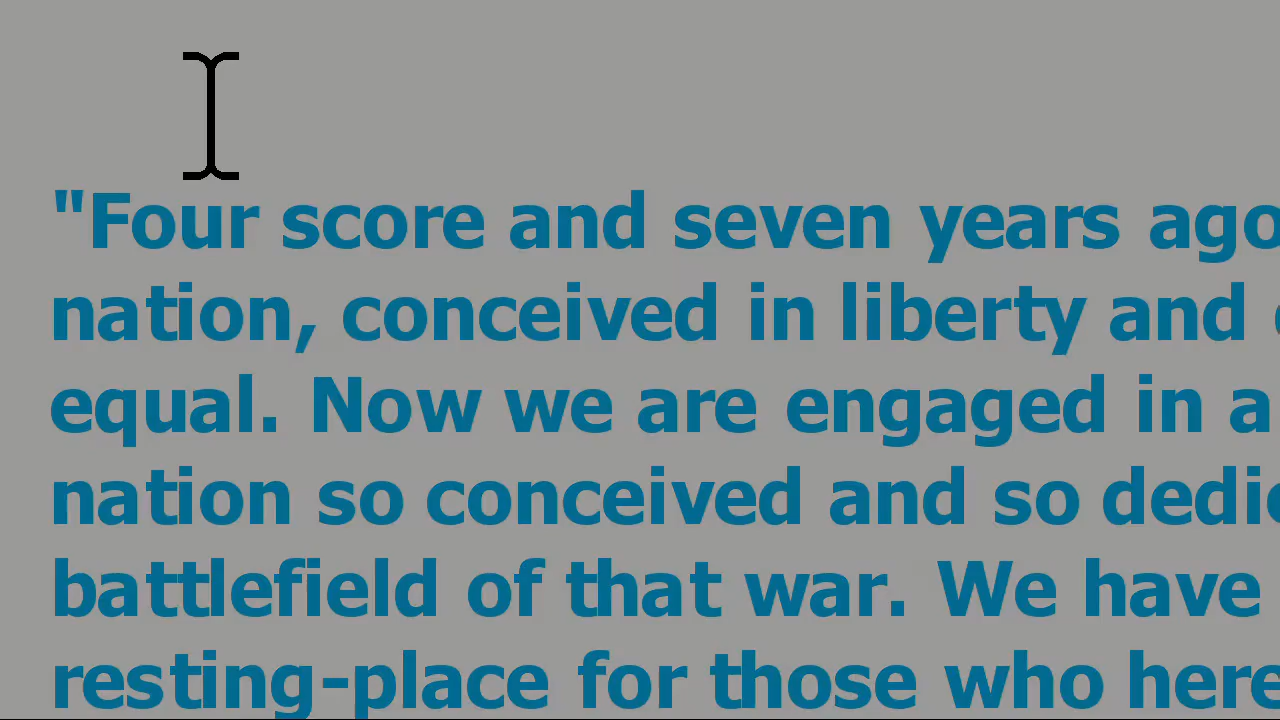 "Four score and seven years ago
nation, conceived in liberty and
equal. Now we are engaged in a
nation so conceived and so
battlefield of that war. We have
resting-place for those who here